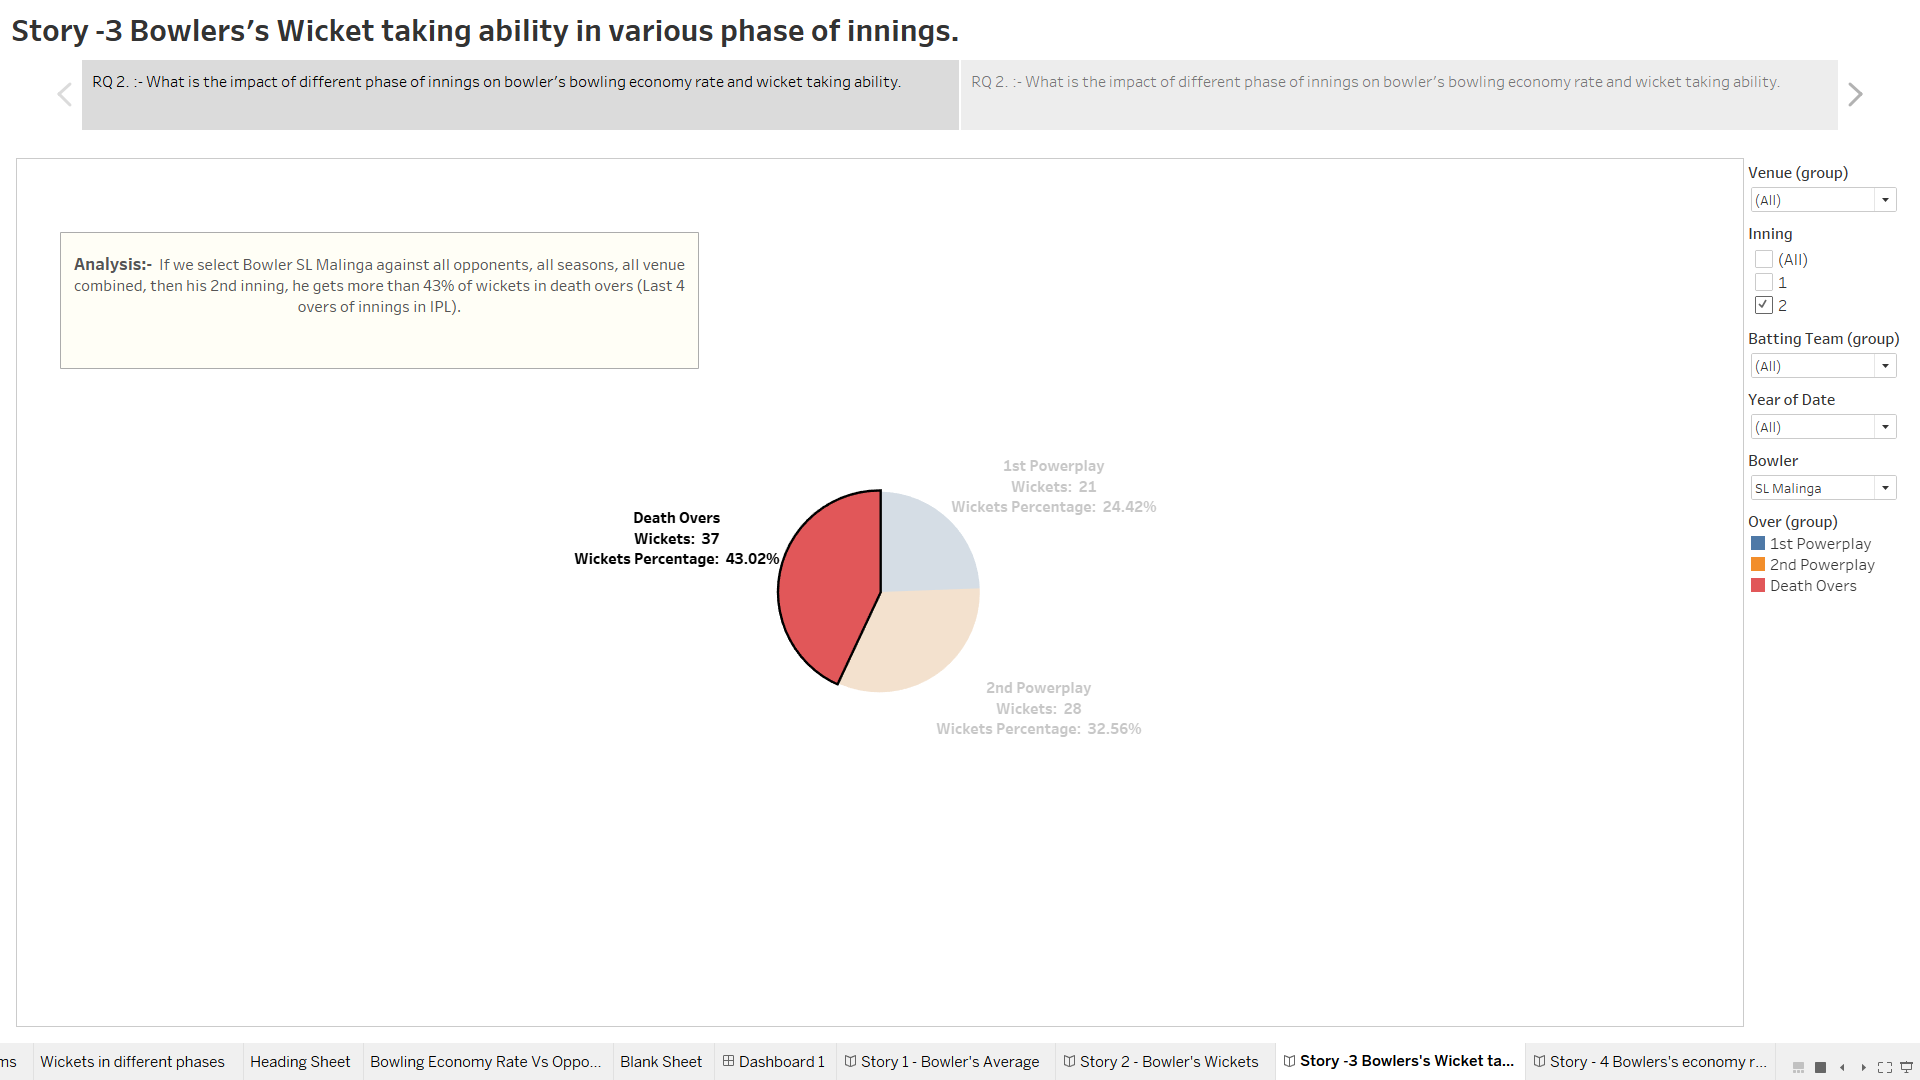 Story -3 Bowlers’s Wicket taking ability in various phase of innings.
RQ 2. :- What is the impact of different phase of innings on bowler’s bowling economy rate and wicket taking ability.
RQ 2. :- What is the impact of different phase of innings on bowler’s bowling economy rate and wicket taking ability.
Analysis:- If we select Bowler SL Malinga against all opponents, all seasons, all venue
combined, then his 2nd inning, he gets more than 43% of wickets in death overs (Last 4
overs of innings in IPL).
1st Powerplay
Wickets: 21
Wickets Percentage: 24.42%
Death Overs
Wickets: 37
Wickets Percentage: 43.02%
2nd Powerplay
Wickets: 28
Wickets Percentage: 32.56%
Venue (group)
(All)
Inning
(All)
1
2
Batting Team (group)
(All)
Year of Date
(All)
Bowler
SL Malinga
Over (group)
1st Powerplay
2nd Powerplay
Death Overs
ms
Wickets in different phases
Heading Sheet
Bowling Economy Rate Vs Oppo...
Blank Sheet
Dashboard 1
Story 1 - Bowler's Average
Story 2 - Bowler's Wickets
Story -3 Bowlers's Wicket ta...
Story - 4 Bowlers's economy r...